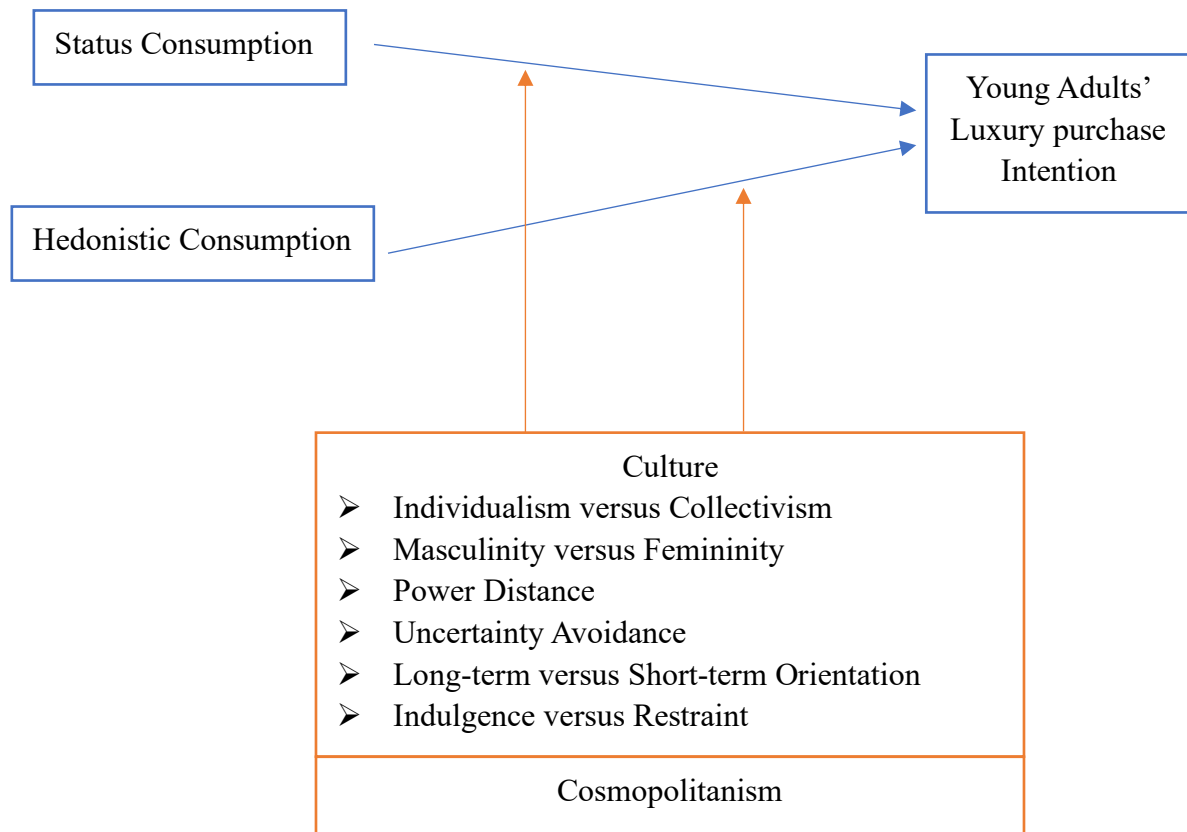 Status Consumption
Young Adults’
Luxury purchase
Intention
Hedonistic Consumption
Culture
➢ Individualism versus Collectivism
➢ Masculinity versus Femininity
➢ Power Distance
➢ Uncertainty Avoidance
➢ Long-term versus Short-term Orientation
➢ Indulgence versus Restraint
Cosmopolitanism